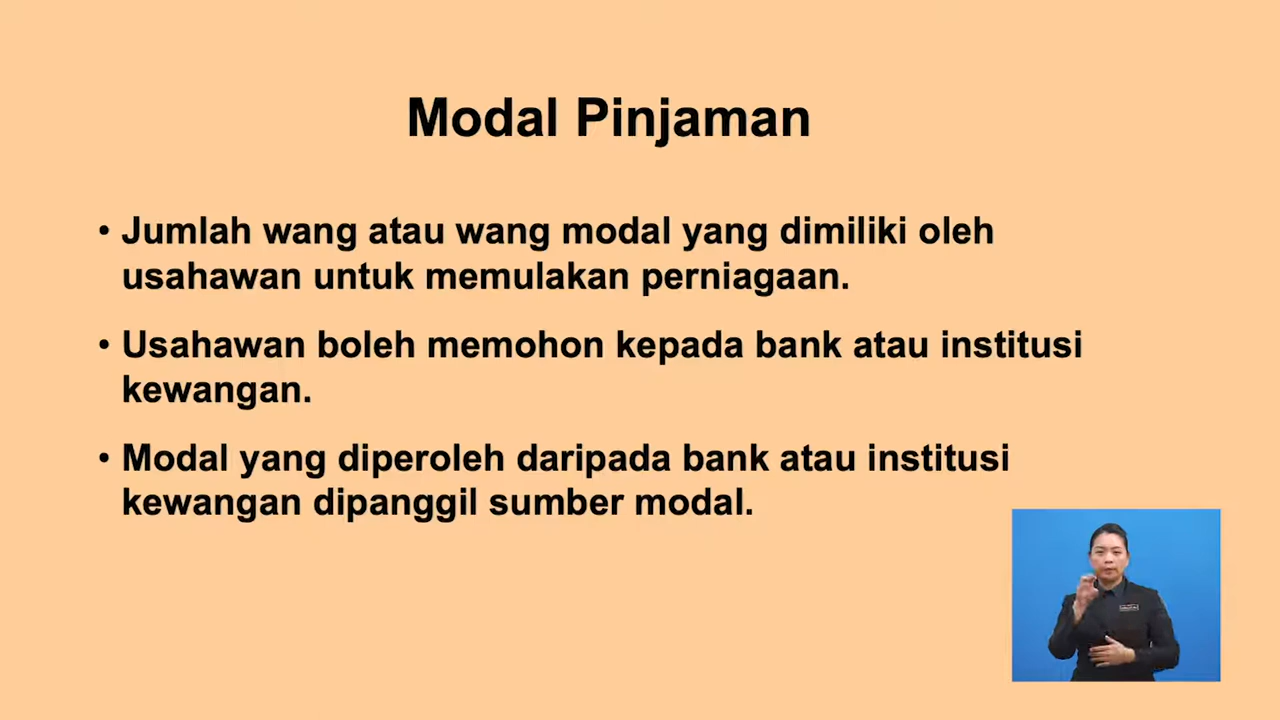 Modal Pinjaman
• Jumlah wang atau wang modal yang dimiliki oleh
usahawan untuk memulakan perniagaan.
• Usahawan boleh memohon kepada bank atau institusi
kewangan.
• Modal yang diperoleh daripada bank atau institusi
kewangan dipanggil sumber modal.